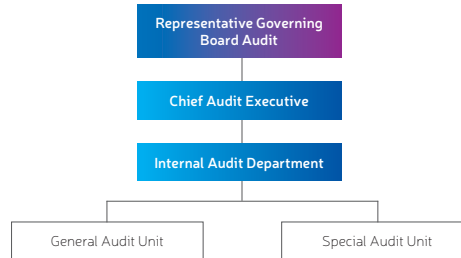 Representative Governing
Board Audit
Chief Audit Executive
Internal Audit Department
General Audit Unit
Special Audit Unit